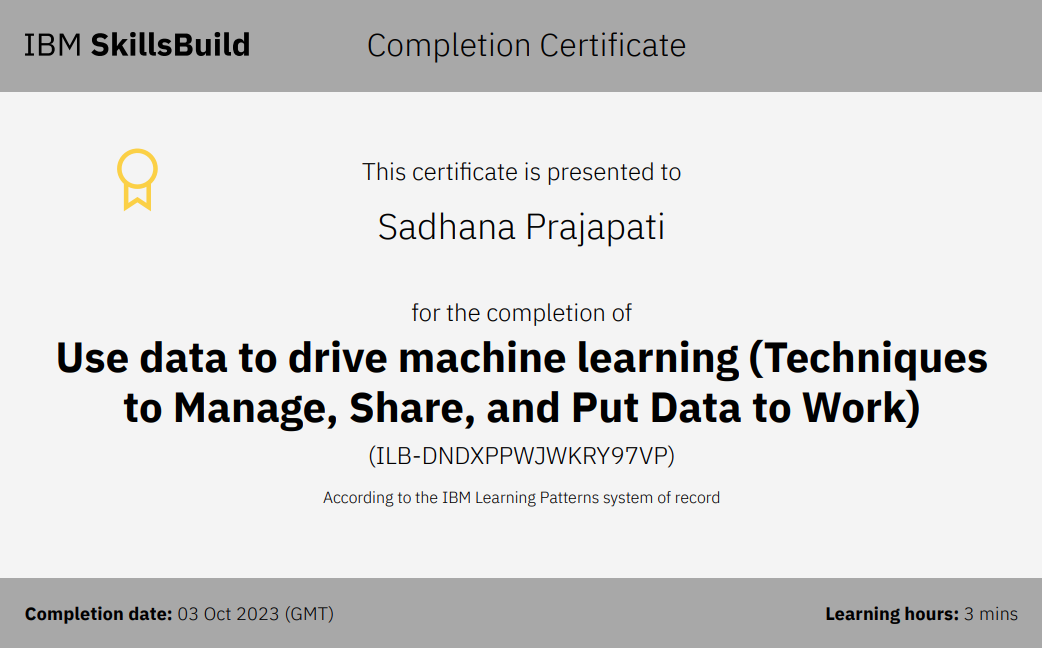 IBM SkillsBuild
Completion Certificate
This certificate is presented to
Sadhana Prajapati
for the completion of
Use data to drive machine learning (Techniques
to Manage, Share, and Put Data to Work)
(ILB-DNDXPPWJWKRY97VP)
According to the IBM Learning Patterns system of record
Completion date: 03 Oct 2023 (GMT)
Learning hours: 3 mins